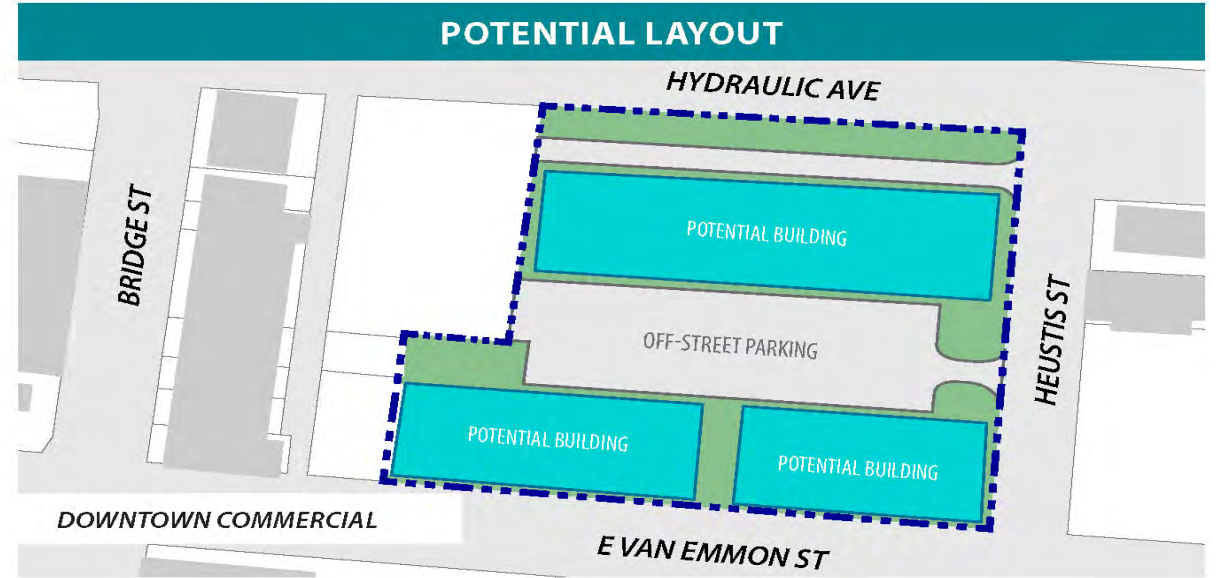 POTENTIAL LAYOUT
HYDRAULIC AVE
BRIDGE ST
POTENTIAL BUILDING
HEUSTIS ST
OFF-STREET PARKING
POTENTIAL BUILDING
POTENTIAL BUILDING
DOWNTOWN COMMERCIAL
E VAN EMMON ST